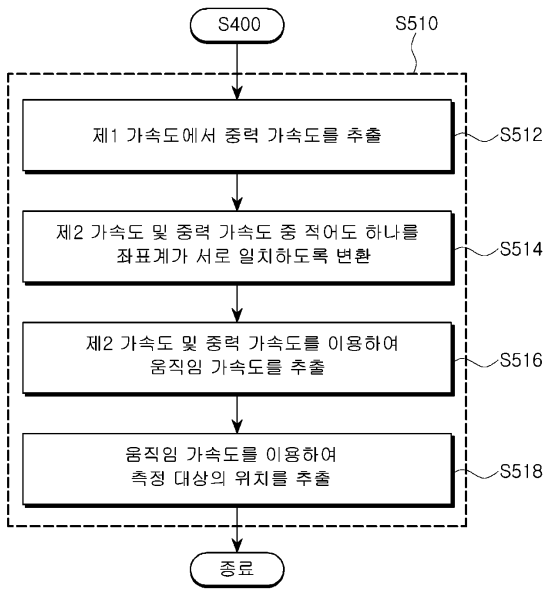 S400
S510
제1 가속도에서 중력 가속도를 추출
S512
제2 가속도 및 중력 가속도 중 적어도 하나를
좌표계가 서로 일치하도록 변환
S514
제2 가속도 및 중력 가속도를 이용하여
움직임 가속도를 추출
S516
움직임 가속도를 이용하여
측정 대상의 위치를 추출
S518
종료